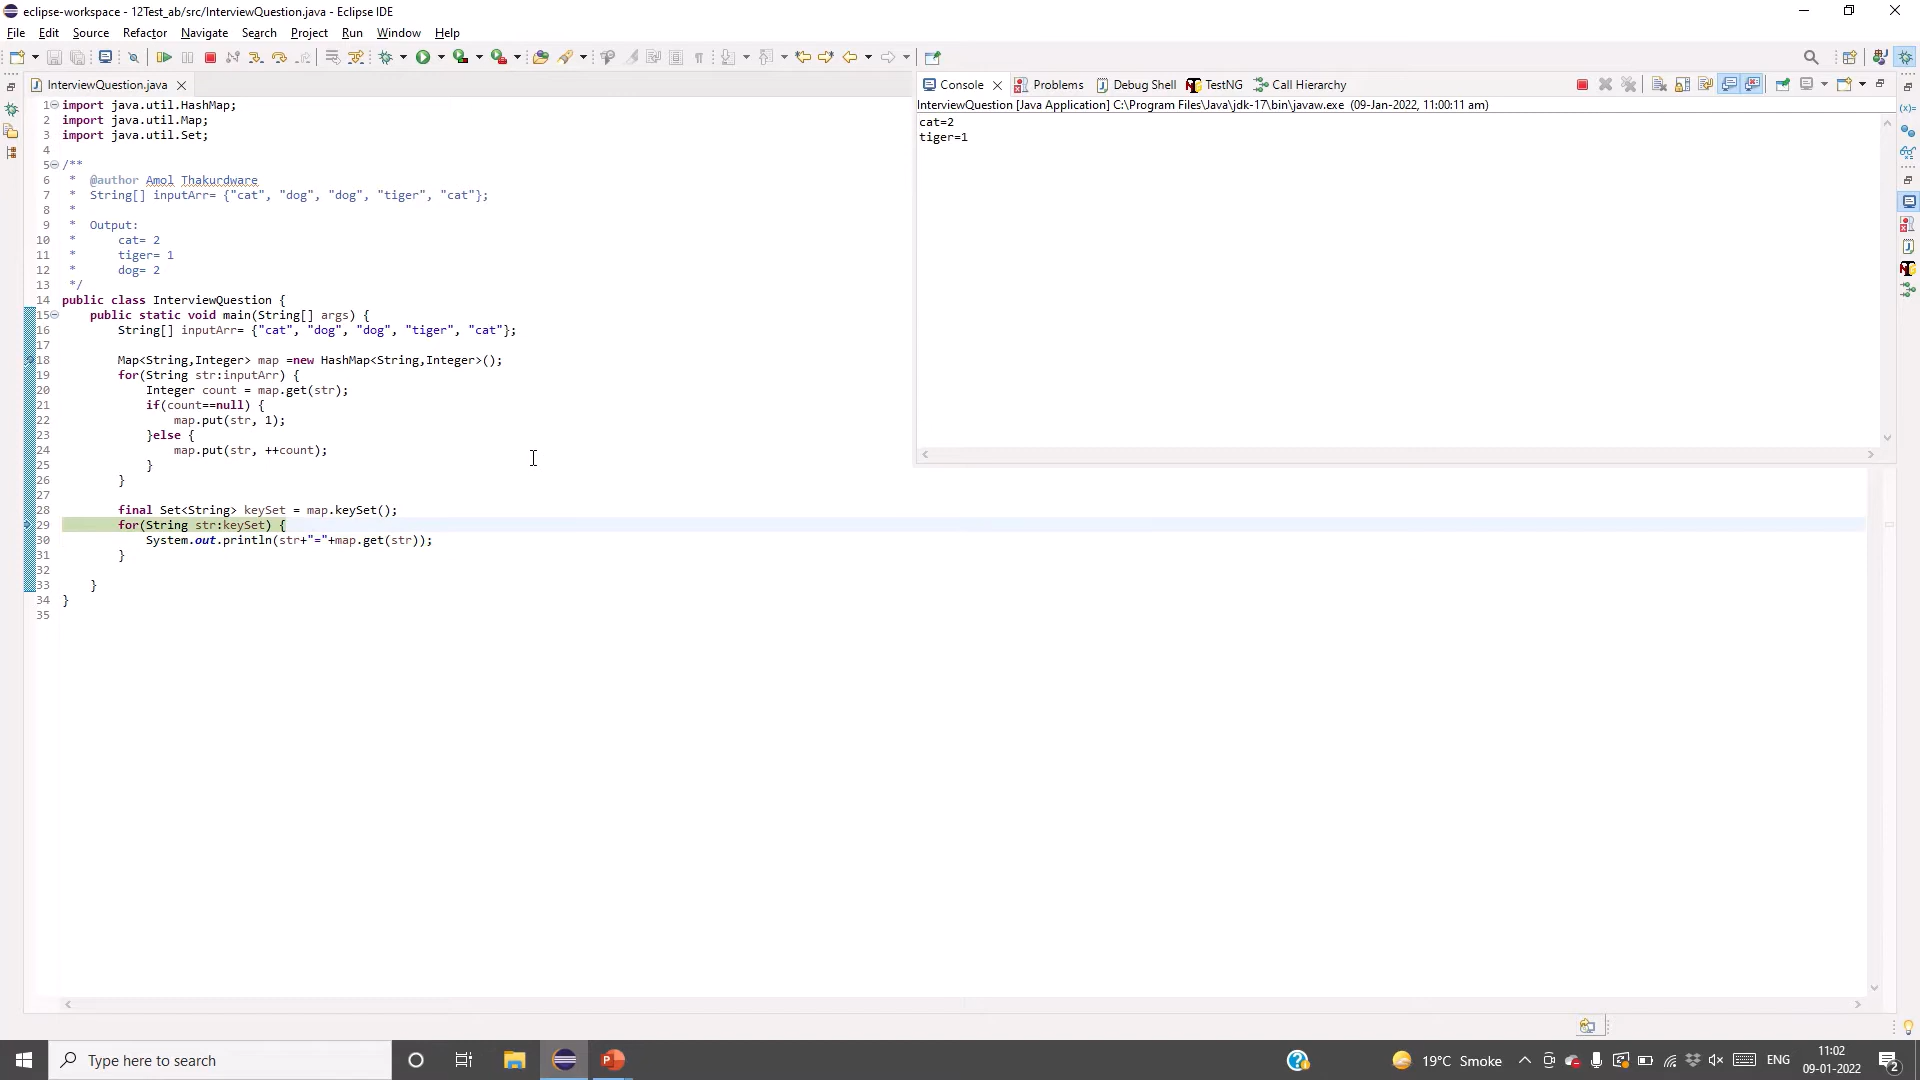 eclipse-workspace - 12Test_ab/src/InterviewQuestion.java - Eclipse IDE
File Edit Source Refactor Navigate Search Project Run Window Help
InterviewQuestion.java
1 import java.util.HashMap;
2 import java.util.Map;
3 import java.util.Set;
4
5 /**
6 * @author Amol Thakurdware
7 * String[] inputArr= {"cat", "dog", "dog", "tiger", "cat"};
8 *
9 * Output:
10 * cat= 2
11 * tiger= 1
12 * dog= 2
13 */
14 public class InterviewQuestion {
15 public static void main(String[] args) {
16 String[] inputArr= {"cat", "dog", "dog", "tiger", "cat"};
17
18 Map<String,Integer> map =new HashMap<String,Integer>();
19 for(String str:inputArr) {
20 Integer count = map.get(str);
21 if(count==null) {
22 map.put(str, 1);
23 }else {
24 map.put(str, ++count);
25 }
26 }
27
28 final Set<String> keySet = map.keySet();
29 for(String str:keySet) {
30 System.out.println(str+"="+map.get(str));
31 }
32
33 }
34 }
35
Console Problems Debug Shell TestNG Call Hierarchy
InterviewQuestion [Java Application] C:\Program Files\Java\jdk-17\bin\javaw.exe (09-Jan-2022, 11:00:11 am)
cat=2
tiger=1
Type here to search
19°C Smoke
ENG
11:02
09-01-2022
2